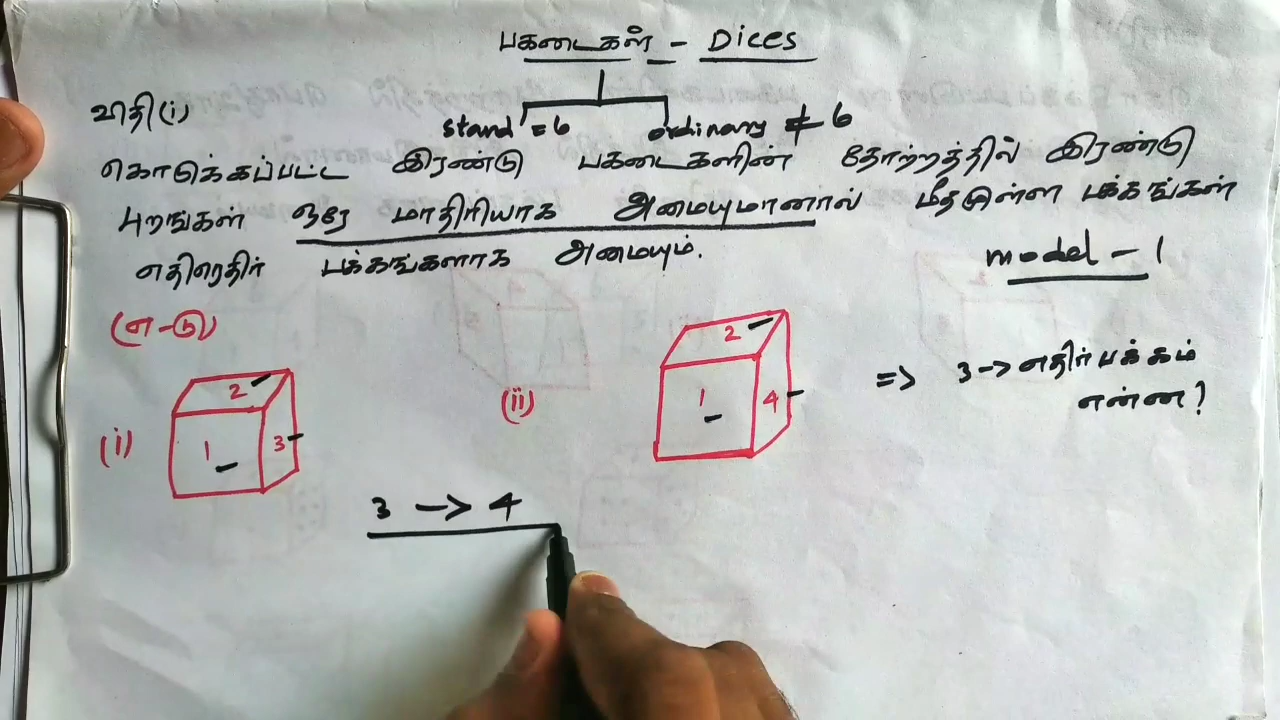 பகடைகள் - Dices
stand = 6
ordinary ≠ 6
விதி(i)
கொடுக்கப்பட்ட இரண்டு பகடைகளின் தோற்றத்தில் இரண்டு
புறங்கள் ஒரே மாதிரியாக அமையுமானால் மீதமுள்ள பக்கங்கள்
எதிரெதிர் பக்கங்களாக அமையும்.
model - 1
(எ-டு)
(i) 2 1 3
(ii) 2 1 4
=> 3 -> எதிர்பக்கம்
என்ன?
3 -> 4